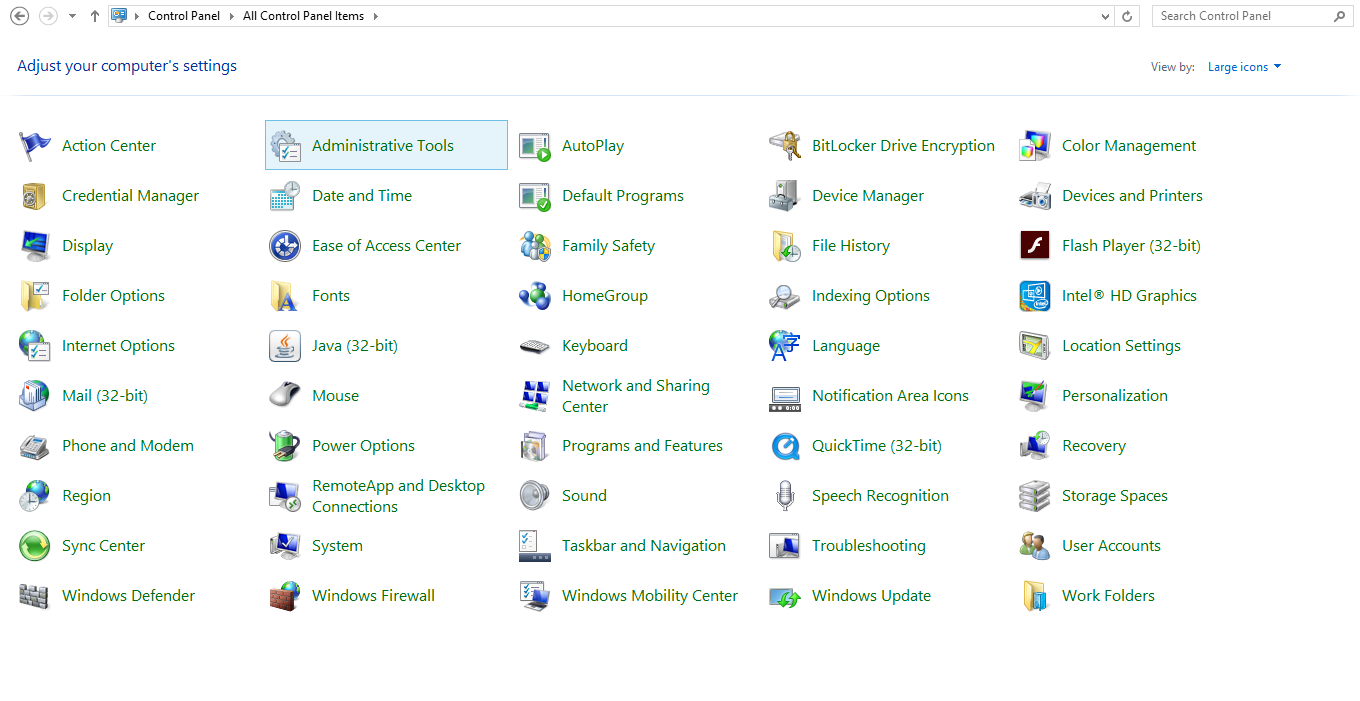 Control Panel All Control Panel Items Search Control Panel
Adjust your computer's settings
View by: Large icons
Action Center Administrative Tools AutoPlay BitLocker Drive Encryption Color Management
Credential Manager Date and Time Default Programs Device Manager Devices and Printers
Display Ease of Access Center Family Safety File History Flash Player (32-bit)
Folder Options Fonts HomeGroup Indexing Options Intel® HD Graphics
Internet Options Java (32-bit) Keyboard Language Location Settings
Mail (32-bit) Mouse Network and Sharing
Center Notification Area Icons Personalization
Phone and Modem Power Options Programs and Features QuickTime (32-bit) Recovery
Region RemoteApp and Desktop
Connections Sound Speech Recognition Storage Spaces
Sync Center System Taskbar and Navigation Troubleshooting User Accounts
Windows Defender Windows Firewall Windows Mobility Center Windows Update Work Folders